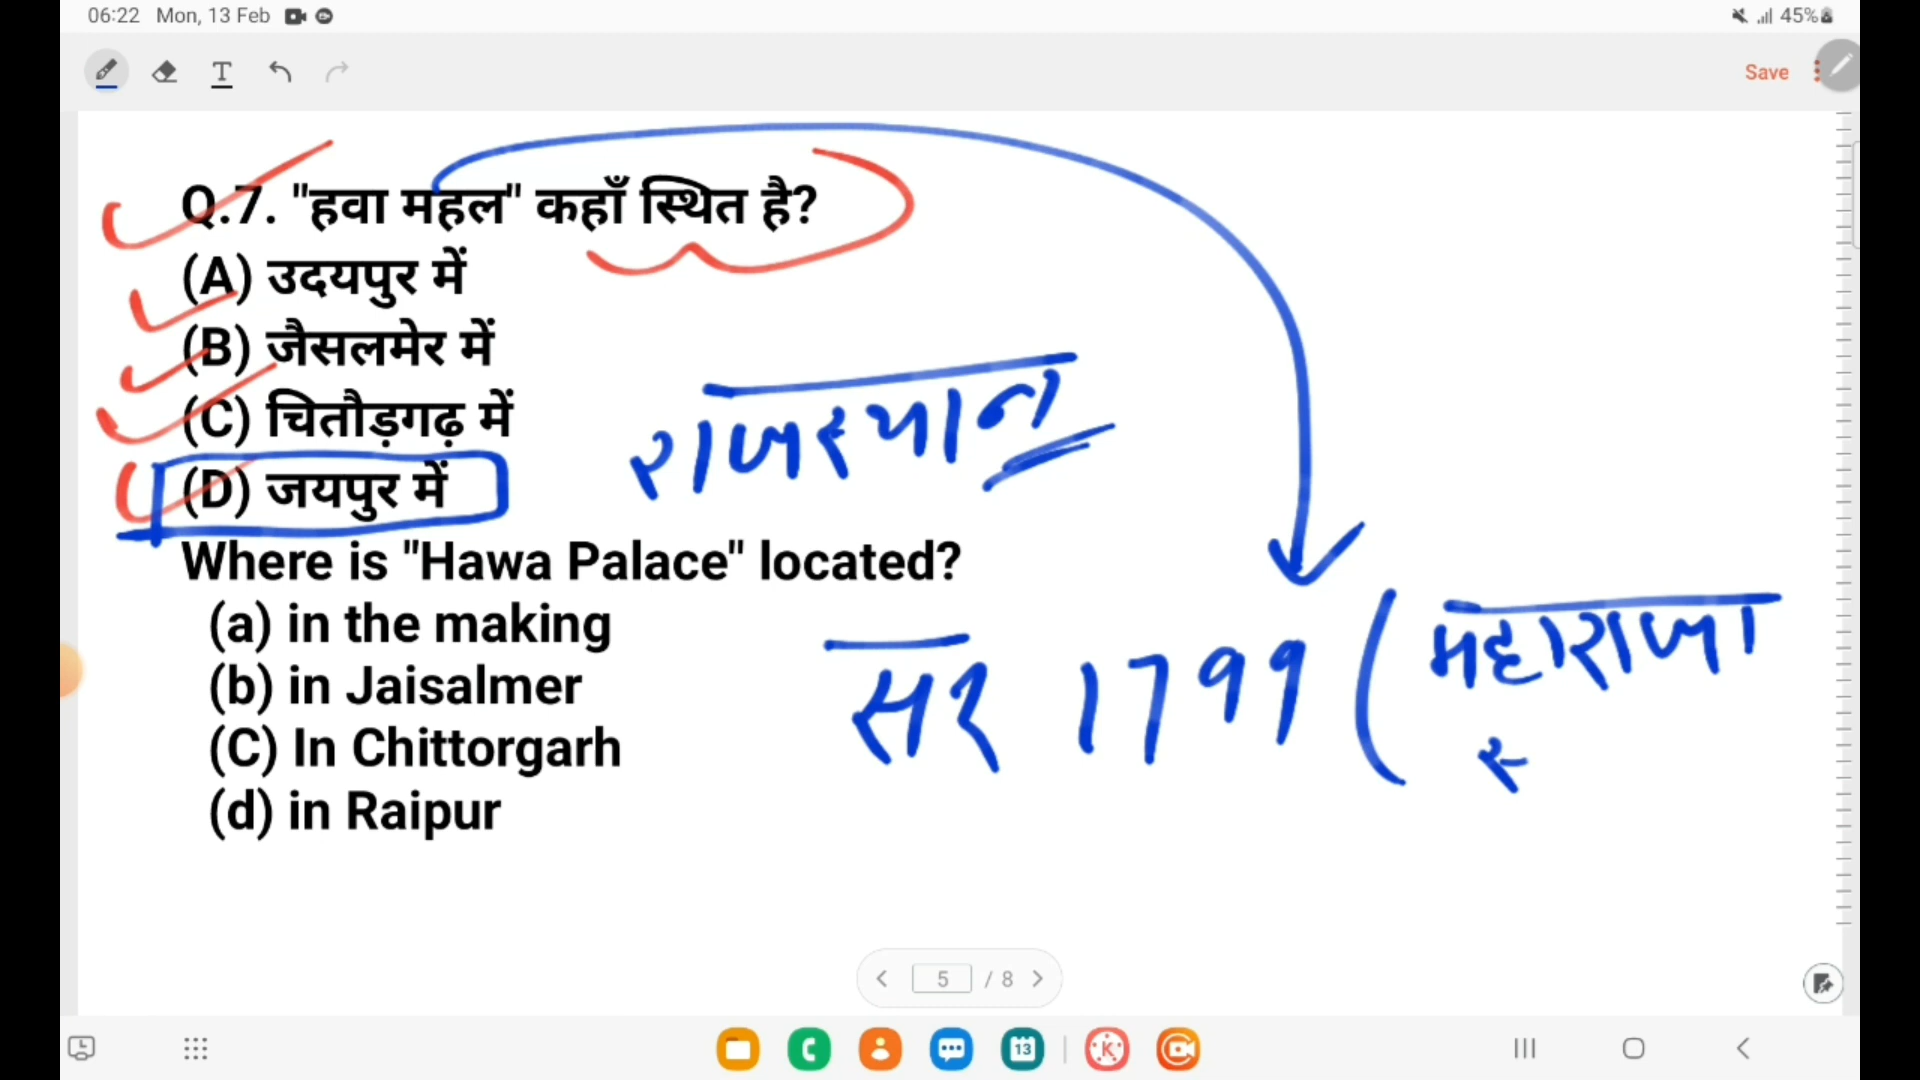 06:22 Mon, 13 Feb
45%
T
Save
Q.7. "हवा महल" कहाँ स्थित है?
(A) उदयपुर में
(B) जैसलमेर में
(C) चितौड़गढ़ में
(D) जयपुर में
राजस्थान
Where is "Hawa Palace" located?
(a) in the making
(b) in Jaisalmer
(C) In Chittorgarh
(d) in Raipur
सन् 1799 ( महाराजा
5 / 8
13
K